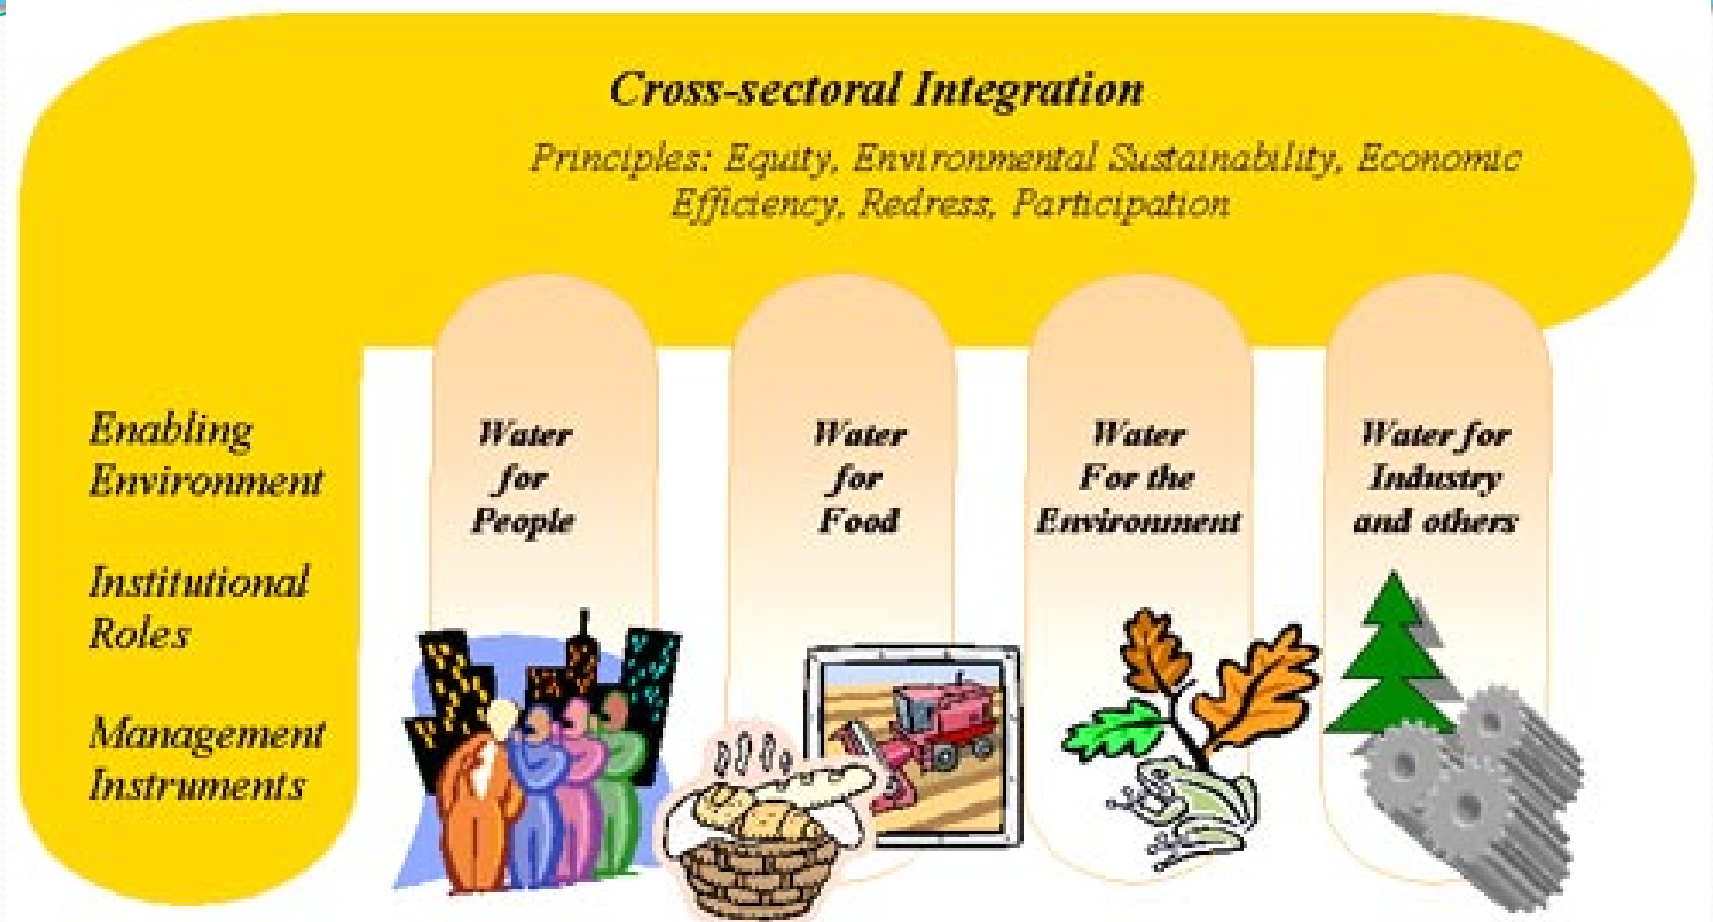 Cross-sectoral Integration
Principles: Equity, Environmental Sustainability, Economic
Efficiency, Redress, Participation
Enabling
Environment
Institutional
Roles
Management
Instruments
Water
for
People
Water
for
Food
Water
For the
Environment
Water for
Industry
and others